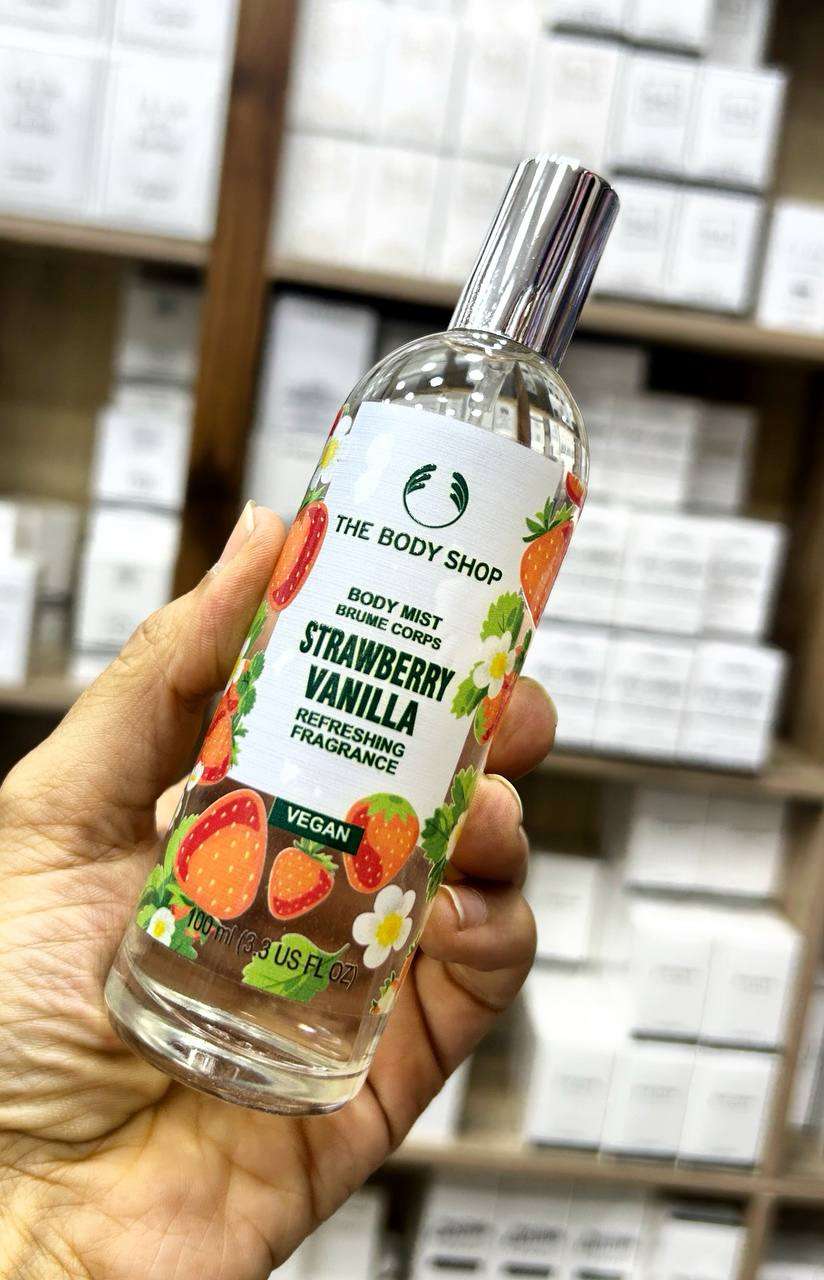 THE BODY SHOP
BODY MIST
BRUME CORPS
STRAWBERRY
VANILLA
REFRESHING
FRAGRANCE
VEGAN
100 ml (3.3 US FL OZ)